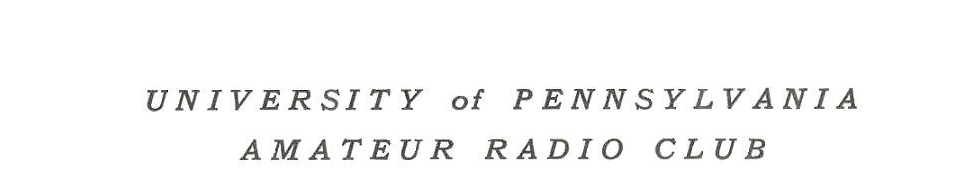 UNIVERSITY of PENNSYLVANIA
AMATEUR RADIO CLUB